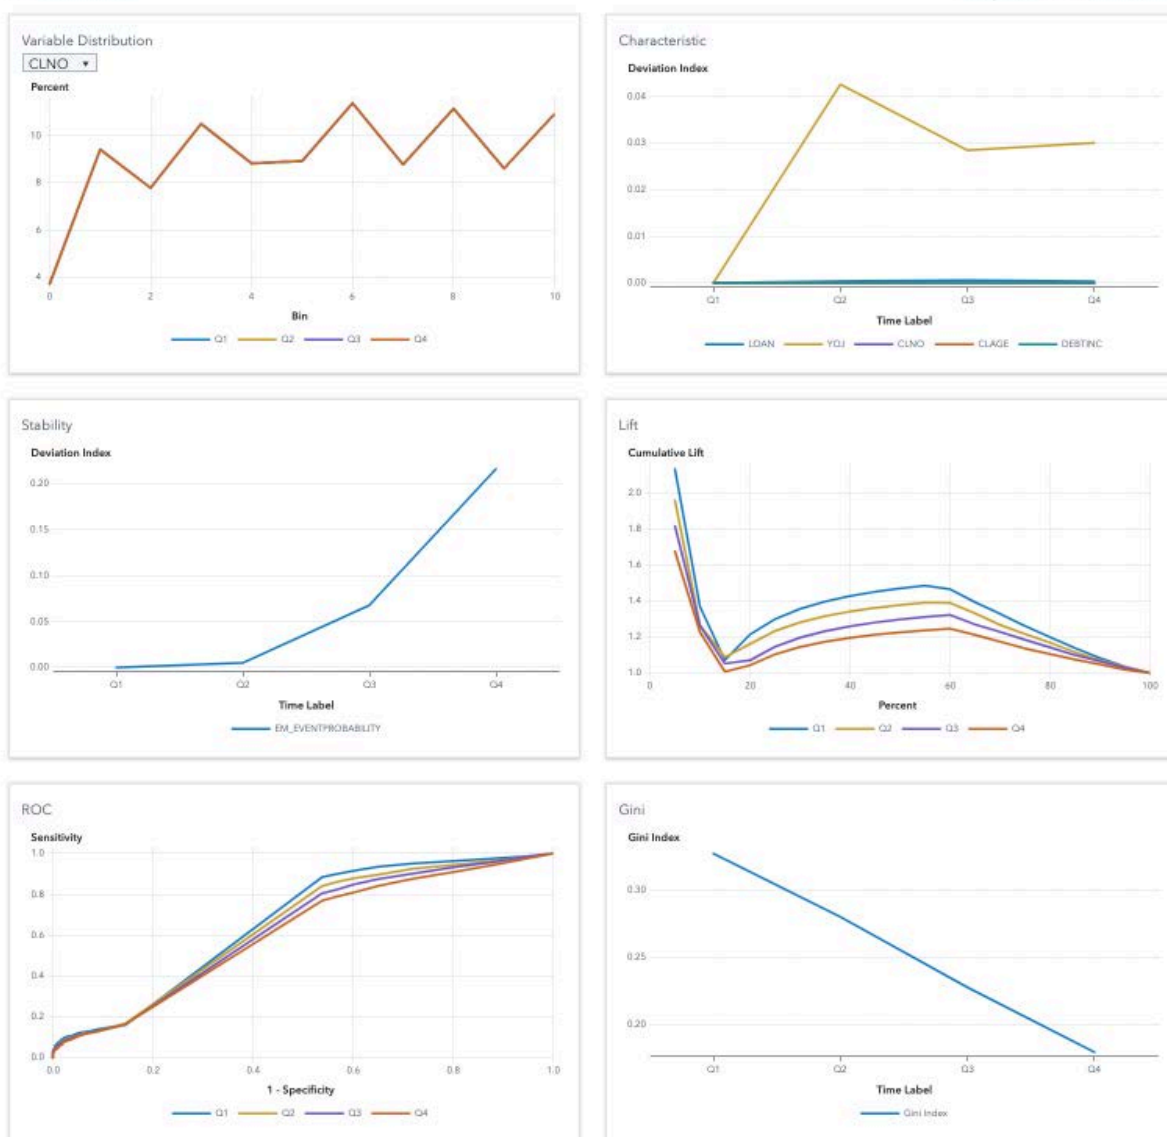 Variable Distribution
CLNO ▼
Percent
10
8
6
4
0 2 4 6 8 10
Bin
Q1 Q2 Q3 Q4
Characteristic
Deviation Index
0.04
0.03
0.02
0.01
0.00
Q1 Q2 Q3 Q4
Time Label
LOAN YOJ CLNO CLAGE DEBTINC
Stability
Deviation Index
0.20
0.15
0.10
0.05
0.00
Q1 Q2 Q3 Q4
Time Label
EM_EVENTPROBABILITY
Lift
Cumulative Lift
2.0
1.8
1.6
1.4
1.2
1.0
0 20 40 60 80 100
Percent
Q1 Q2 Q3 Q4
ROC
Sensitivity
1.0
0.8
0.6
0.4
0.2
0.0
0.0 0.2 0.4 0.6 0.8 1.0
1 - Specificity
Q1 Q2 Q3 Q4
Gini
Gini Index
0.30
0.25
0.20
Q1 Q2 Q3 Q4
Time Label
Gini Index